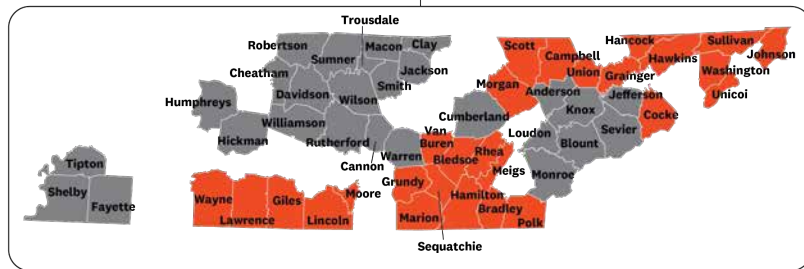 Trousdale
Robertson
Sumner
Macon
Clay
Cheatham
Jackson
Smith
Davidson
Wilson
Humphreys
Williamson
Hickman
Rutherford
Cannon
Warren
Tipton
Shelby
Fayette
Wayne
Lawrence
Giles
Lincoln
Moore
Scott
Campbell
Morgan
Union
Anderson
Cumberland
Knox
Jefferson
Loudon
Blount
Sevier
Monroe
Van
Buren
Bledsoe
Rhea
Meigs
Grundy
Hamilton
Marion
Bradley
Polk
Sequatchie
Hancock
Hawkins
Sullivan
Johnson
Grainger
Washington
Unicoi
Cocke